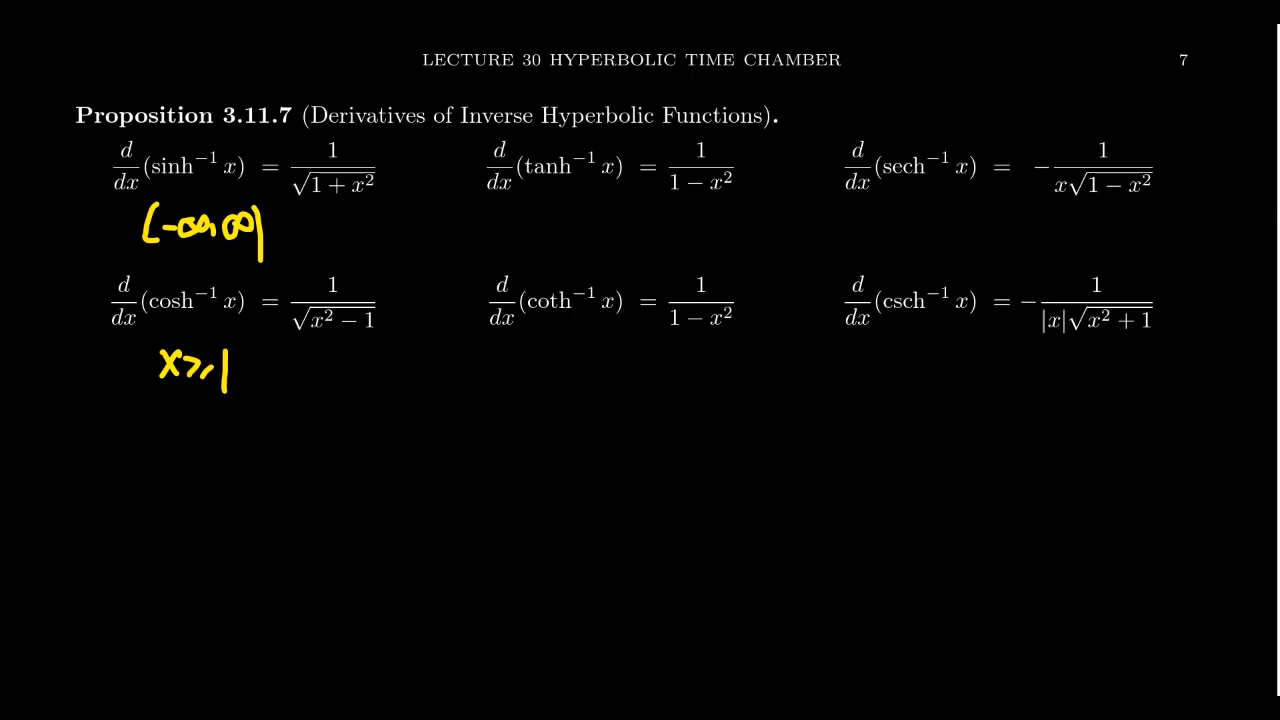 LECTURE 30 HYPERBOLIC TIME CHAMBER 7
Proposition 3.11.7 (Derivatives of Inverse Hyperbolic Functions).
d/dx (sinh⁻¹ x) = 1/√(1 + x²) d/dx (tanh⁻¹ x) = 1/(1 − x²) d/dx (sech⁻¹ x) = − 1/(x√(1 − x²))
(-∞, ∞)
d/dx (cosh⁻¹ x) = 1/√(x² − 1) d/dx (coth⁻¹ x) = 1/(1 − x²) d/dx (csch⁻¹ x) = − 1/(|x|√(x² + 1))
x ≥ 1